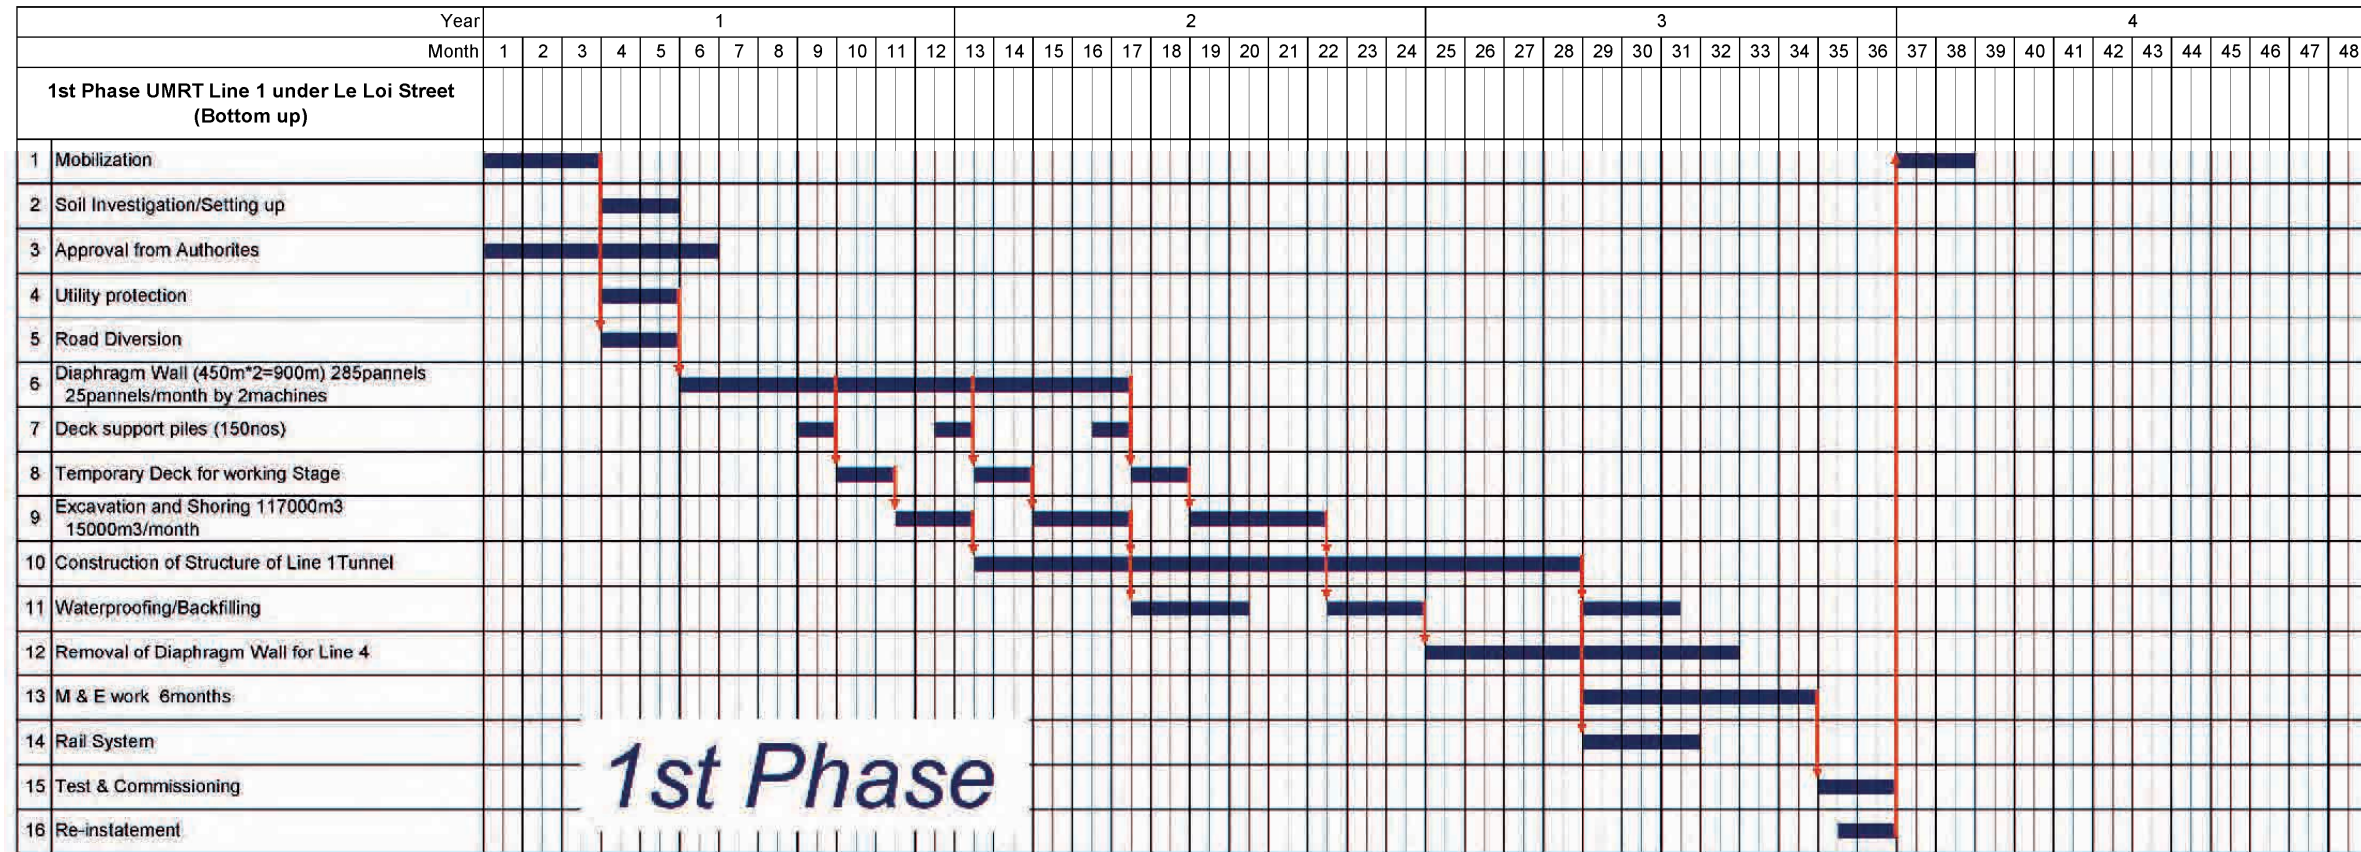 Year 1 2 3 4
Month 1 2 3 4 5 6 7 8 9 10 11 12 13 14 15 16 17 18 19 20 21 22 23 24 25 26 27 28 29 30 31 32 33 34 35 36 37 38 39 40 41 42 43 44 45 46 47 48
1st Phase UMRT Line 1 under Le Loi Street
(Bottom up)
1 Mobilization
2 Soil Investigation/Setting up
3 Approval from Authorites
4 Utility protection
5 Road Diversion
6 Diaphragm Wall (450m*2=900m) 285pannels
25pannels/month by 2machines
7 Deck support piles (150nos)
8 Temporary Deck for working Stage
9 Excavation and Shoring 117000m3
15000m3/month
10 Construction of Structure of Line 1Tunnel
11 Waterproofing/Backfilling
12 Removal of Diaphragm Wall for Line 4
13 M & E work 6months
14 Rail System
15 Test & Commissioning
16 Re-instatement
1st Phase